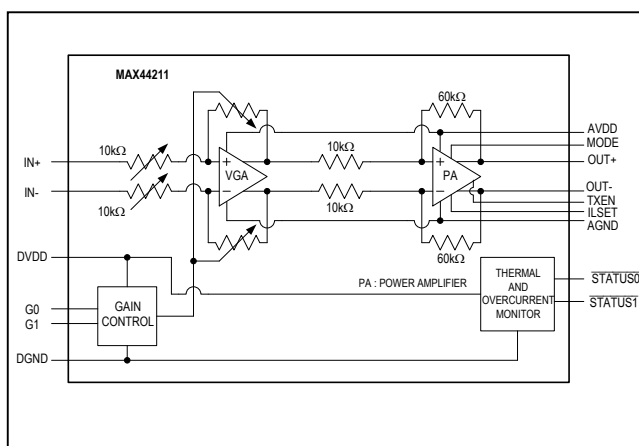 MAX44211
60kΩ
10kΩ
10kΩ
AVDD
MODE
IN+
VGA
PA
OUT+
IN-
OUT-
TXEN
10kΩ
10kΩ
ILSET
AGND
60kΩ
DVDD
PA : POWER AMPLIFIER
THERMAL
AND
OVERCURRENT
MONITOR
STATUS0
STATUS1
G0
G1
GAIN
CONTROL
DGND